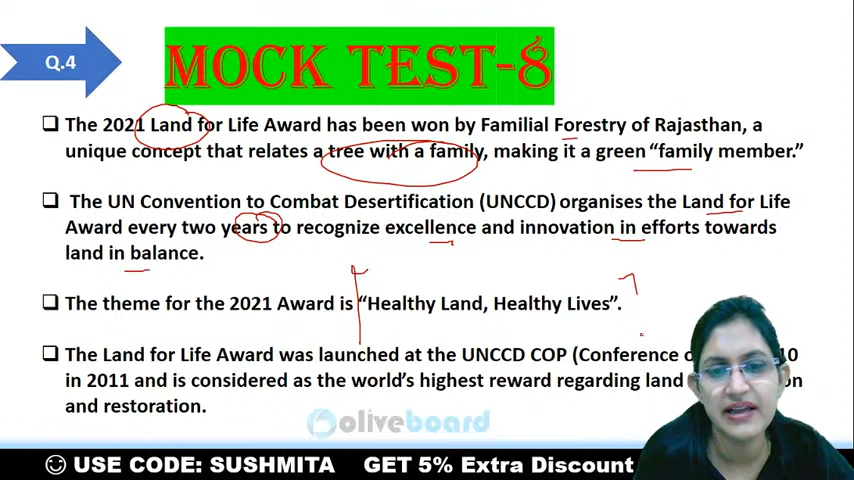 Q.4
MOCK TEST-8
The 2021 Land for Life Award has been won by Familial Forestry of Rajasthan, a
unique concept that relates a tree with a family, making it a green “family member.”
The UN Convention to Combat Desertification (UNCCD) organises the Land for Life
Award every two years to recognize excellence and innovation in efforts towards
land in balance.
The theme for the 2021 Award is “Healthy Land, Healthy Lives”.
The Land for Life Award was launched at the UNCCD COP (Conference 10
in 2011 and is considered as the world’s highest reward regarding land
and restoration.
oliveboard
USE CODE: SUSHMITA GET 5% Extra Discount